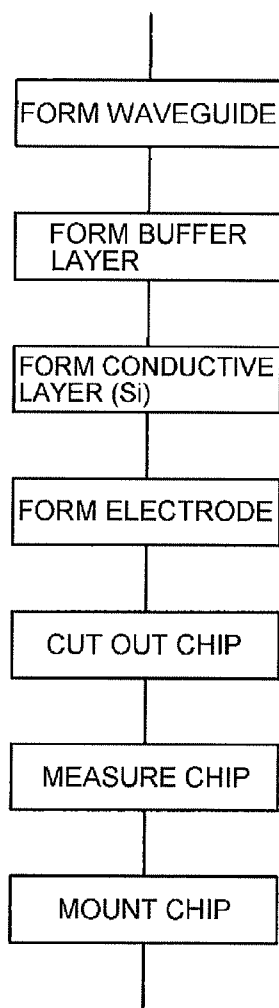 FORM WAVEGUIDE
FORM BUFFER
LAYER
FORM CONDUCTIVE
LAYER (Si)
FORM ELECTRODE
CUT OUT CHIP
MEASURE CHIP
MOUNT CHIP